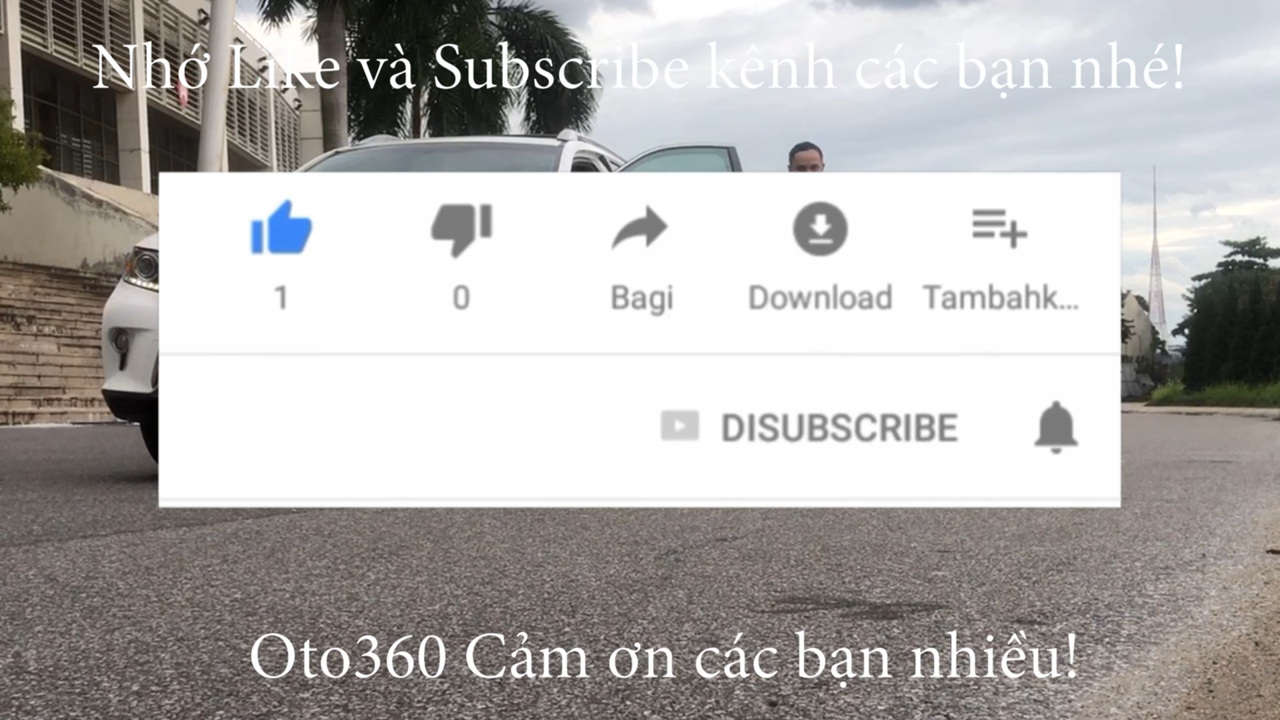 Nhớ Like và Subscribe kênh các bạn nhé!
1
0
Bagi
Download
Tambahk...
DISUBSCRIBE
Oto360 Cảm ơn các bạn nhiều!